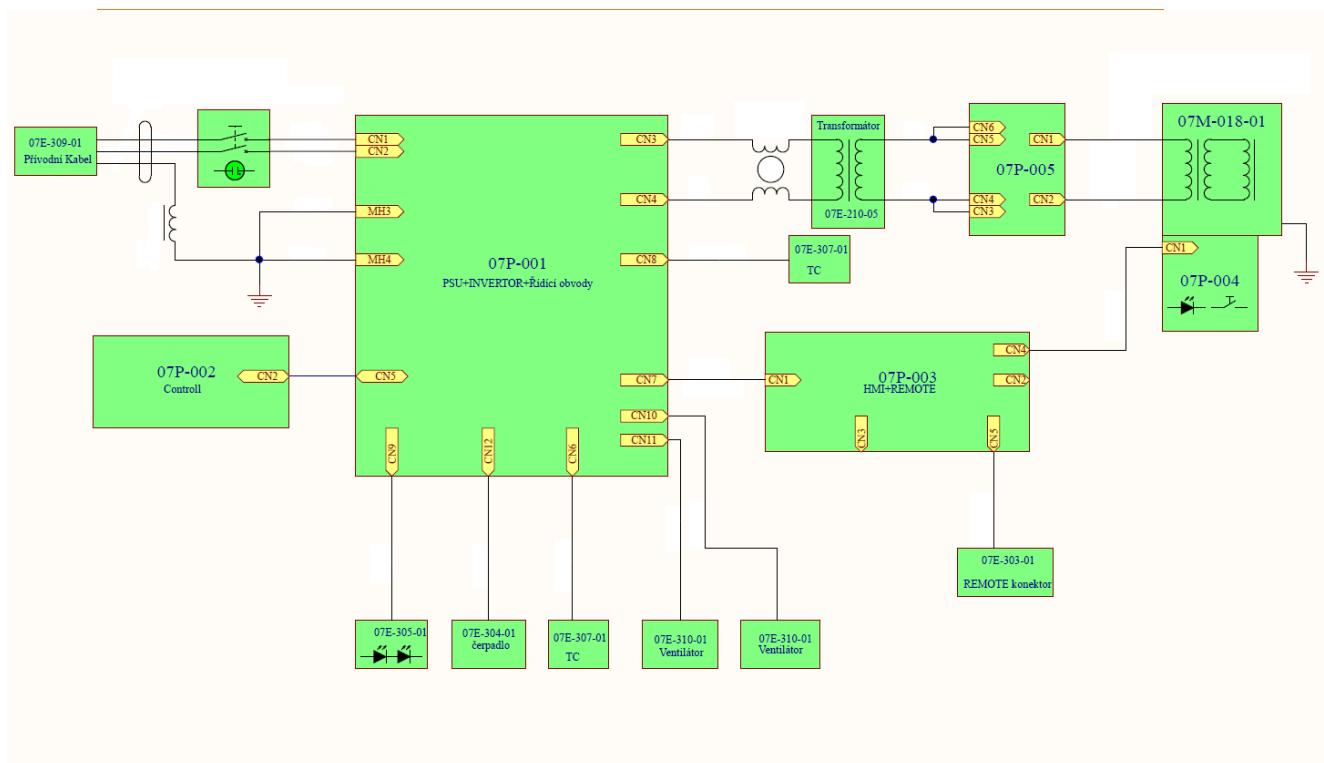 07E-309-01
Přívodní Kabel
CN1
CN2
MH3
MH4
07P-001
PSU+INVERTOR+Řídící obvody
CN3
CN4
CN8
CN5
CN7
CN10
CN11
CN9
CN12
CN6
07P-002
Controll
CN2
Transformátor
07E-210-05
07E-307-01
TC
CN6
CN5
CN4
CN3
CN1
CN2
07P-005
07M-018-01
CN1
07P-004
07P-003
HMI+REMOTE
CN1
CN4
CN2
CN3
CN5
07E-303-01
REMOTE konektor
07E-305-01
07E-304-01
čerpadlo
07E-307-01
TC
07E-310-01
Ventilátor
07E-310-01
Ventilátor